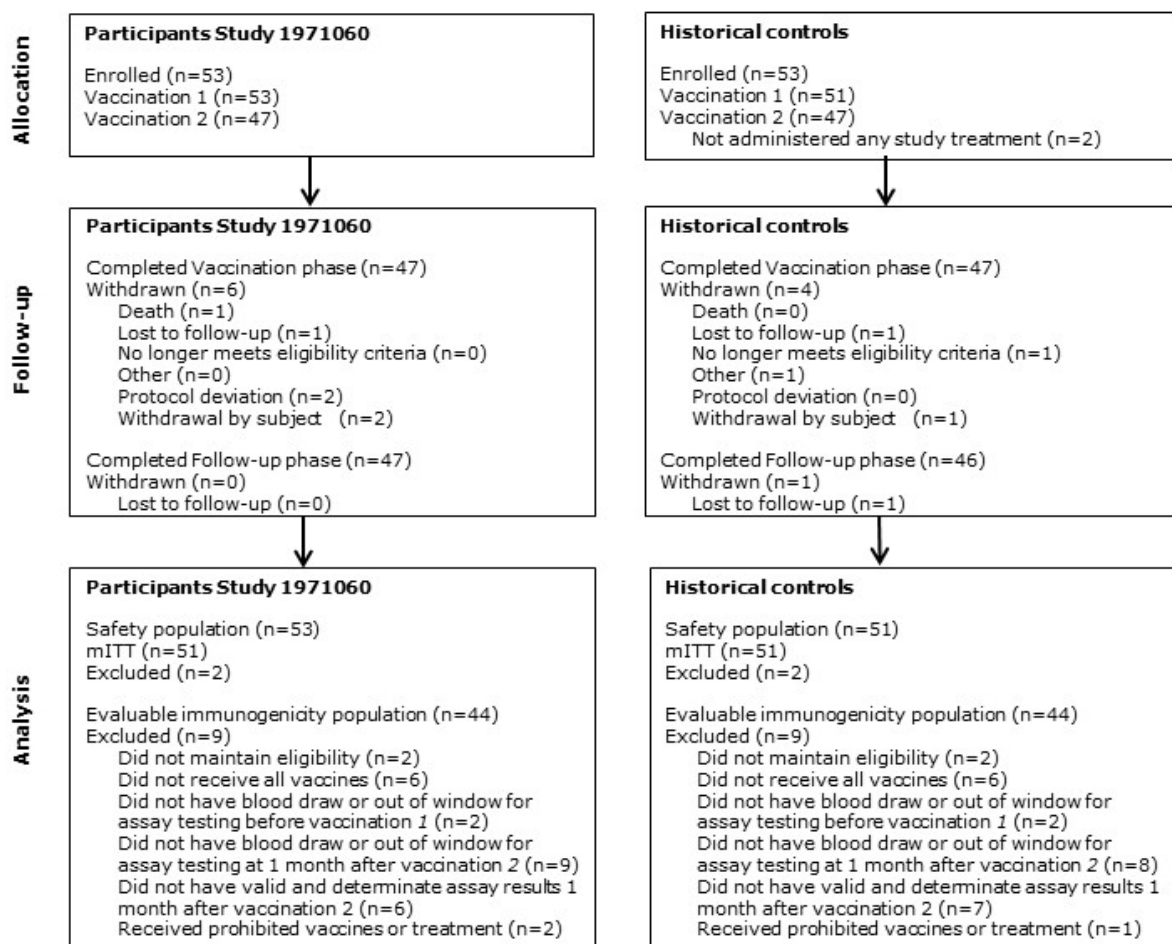 Allocation
Participants Study 1971060
Enrolled (n=53)
Vaccination 1 (n=53)
Vaccination 2 (n=47)
Historical controls
Enrolled (n=53)
Vaccination 1 (n=51)
Vaccination 2 (n=47)
Not administered any study treatment (n=2)
Follow-up
Participants Study 1971060
Completed Vaccination phase (n=47)
Withdrawn (n=6)
Death (n=1)
Lost to follow-up (n=1)
No longer meets eligibility criteria (n=0)
Other (n=0)
Protocol deviation (n=2)
Withdrawal by subject (n=2)
Completed Follow-up phase (n=47)
Withdrawn (n=0)
Lost to follow-up (n=0)
Historical controls
Completed Vaccination phase (n=47)
Withdrawn (n=4)
Death (n=0)
Lost to follow-up (n=1)
No longer meets eligibility criteria (n=1)
Other (n=1)
Protocol deviation (n=0)
Withdrawal by subject (n=1)
Completed Follow-up phase (n=46)
Withdrawn (n=1)
Lost to follow-up (n=1)
Analysis
Participants Study 1971060
Safety population (n=53)
mITT (n=51)
Excluded (n=2)
Evaluable immunogenicity population (n=44)
Excluded (n=9)
Did not maintain eligibility (n=2)
Did not receive all vaccines (n=6)
Did not have blood draw or out of window for
assay testing before vaccination 1 (n=2)
Did not have blood draw or out of window for
assay testing at 1 month after vaccination 2 (n=9)
Did not have valid and determinate assay results 1
month after vaccination 2 (n=6)
Received prohibited vaccines or treatment (n=2)
Historical controls
Safety population (n=51)
mITT (n=51)
Excluded (n=2)
Evaluable immunogenicity population (n=44)
Excluded (n=9)
Did not maintain eligibility (n=2)
Did not receive all vaccines (n=6)
Did not have blood draw or out of window for
assay testing before vaccination 1 (n=2)
Did not have blood draw or out of window for
assay testing at 1 month after vaccination 2 (n=8)
Did not have valid and determinate assay results 1
month after vaccination 2 (n=7)
Received prohibited vaccines or treatment (n=1)